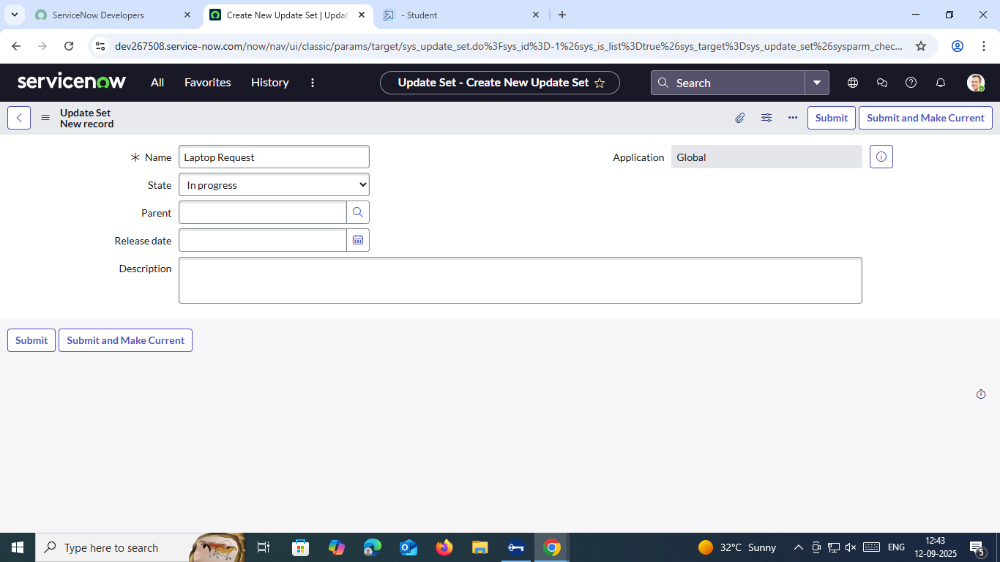 ServiceNow Developers
Create New Update Set | Updat
- Student
dev267508.service-now.com/now/nav/ui/classic/params/target/sys_update_set.do%3Fsys_id%3D-1%26sys_is_list%3Dtrue%26sys_target%3Dsys_update_set%26sysparm_chec...
servicenow
All
Favorites
History
Update Set - Create New Update Set
Search
Update Set
New record
Submit
Submit and Make Current
Name
Laptop Request
Application
Global
State
In progress
Parent
Release date
Description
Submit
Submit and Make Current
Type here to search
32°C Sunny
ENG
12:43
12-09-2025
5